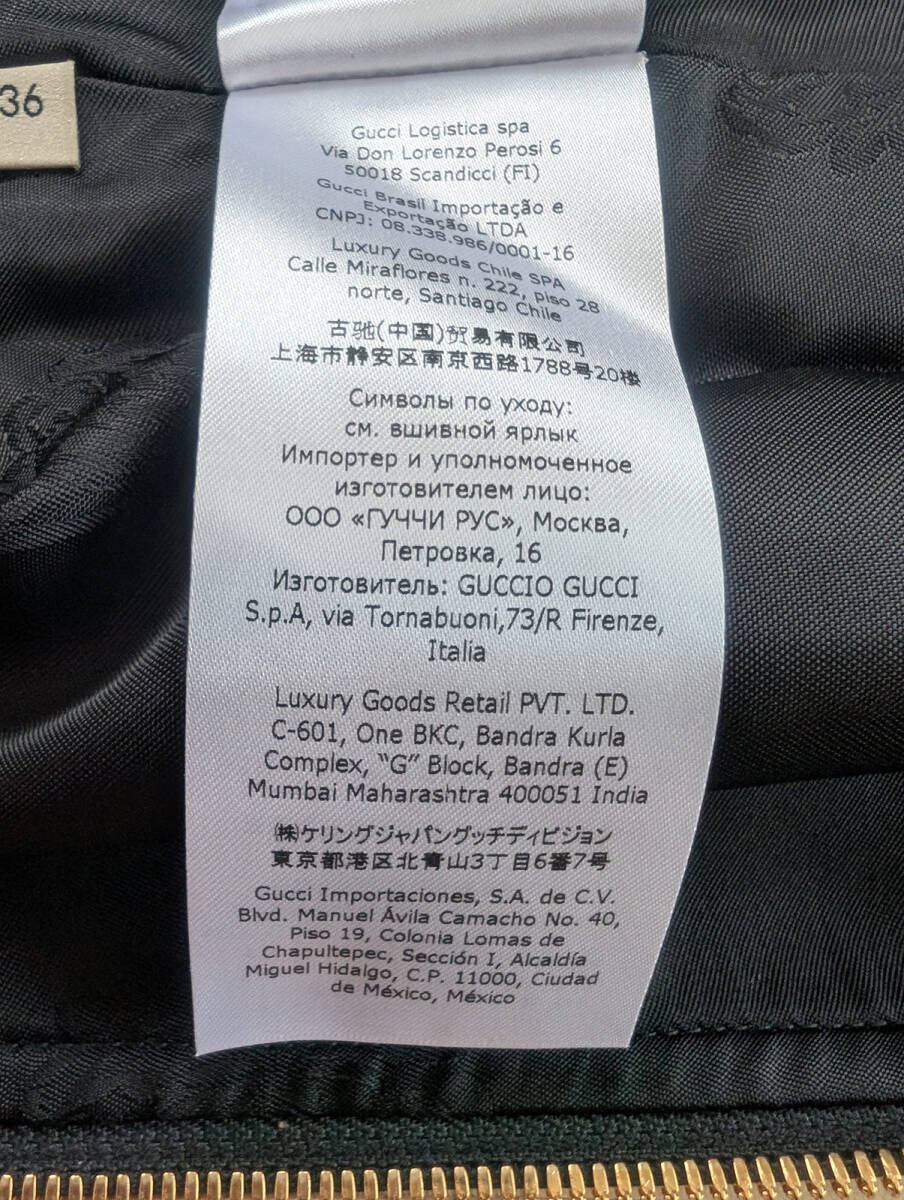 36
Gucci Logistica spa
Via Don Lorenzo Perosi 6
50018 Scandicci (FI)
Gucci Brasil Importação e
Exportação LTDA
CNPJ: 08.338.986/0001-16
Luxury Goods Chile SPA
Calle Miraflores n. 222, piso 28
norte, Santiago Chile
古驰(中国)贸易有限公司
上海市静安区南京西路1788号20楼
Символы по уходу:
см. вшивной ярлык
Импортер и уполномоченное
изготовителем лицо:
ООО «ГУЧЧИ РУС», Москва,
Петровка, 16
Изготовитель: GUCCIO GUCCI
S.p.A, via Tornabuoni,73/R Firenze,
Italia
Luxury Goods Retail PVT. LTD.
C-601, One BKC, Bandra Kurla
Complex, “G” Block, Bandra (E)
Mumbai Maharashtra 400051 India
㈱ケリングジャパングッチディビジョン
東京都港区北青山3丁目6番7号
Gucci Importaciones, S.A. de C.V.
Blvd. Manuel Ávila Camacho No. 40,
Piso 19, Colonia Lomas de
Chapultepec, Sección I, Alcaldía
Miguel Hidalgo, C.P. 11000, Ciudad
de México, México